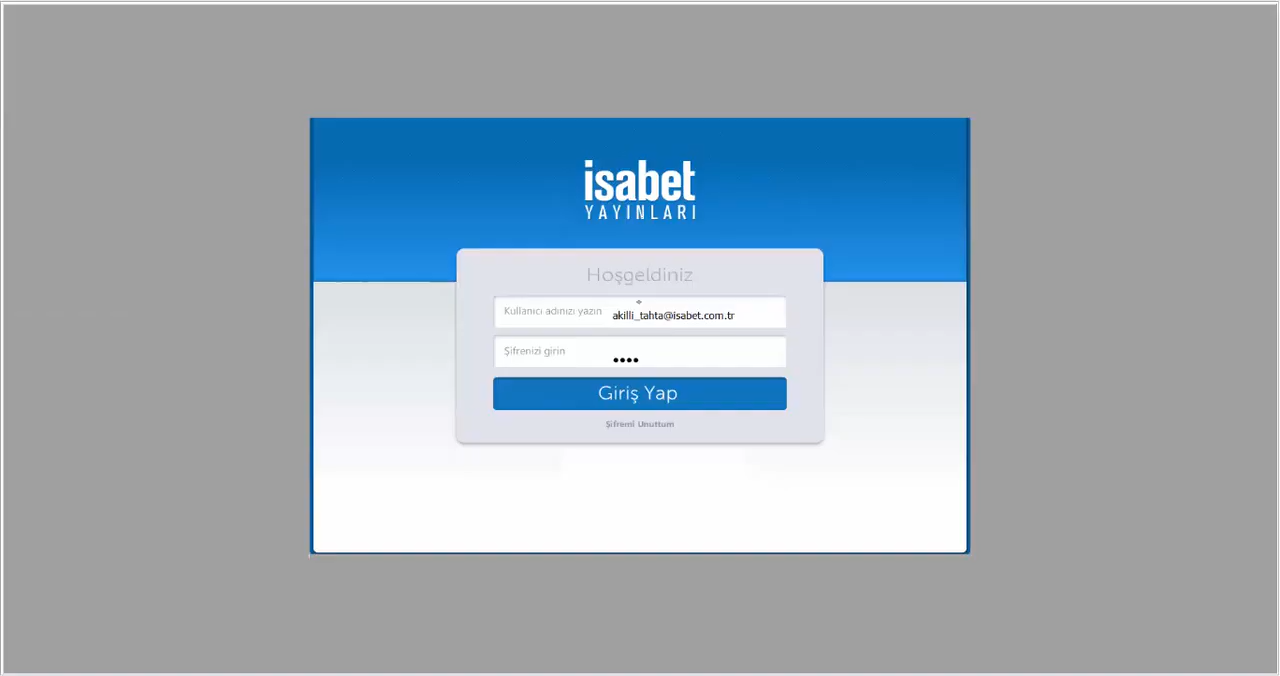 isabet
YAYINLARI
Hoşgeldiniz
Kullanıcı adınızı yazın akilli_tahta@isabet.com.tr
Şifrenizi girin ••••
Giriş Yap
Şifremi Unuttum